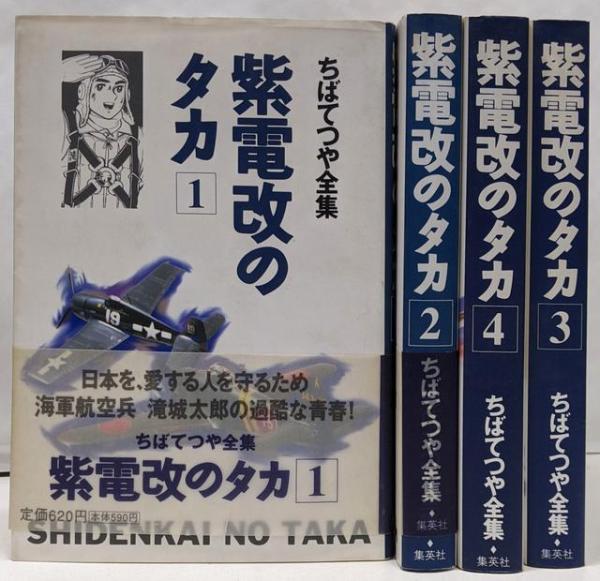 ちばてつや全集
紫電改の
タカ
1
19
日本を、愛する人を守るため
海軍航空兵 滝城太郎の過酷な青春!
ちばてつや全集
紫電改のタカ 1
定価620円 本体590円
SHIDENKAI NO TAKA
紫電改のタカ 2
ちばてつや全集
集英社
紫電改のタカ 4
ちばてつや全集
集英社
紫電改のタカ 3
ちばてつや全集
集英社